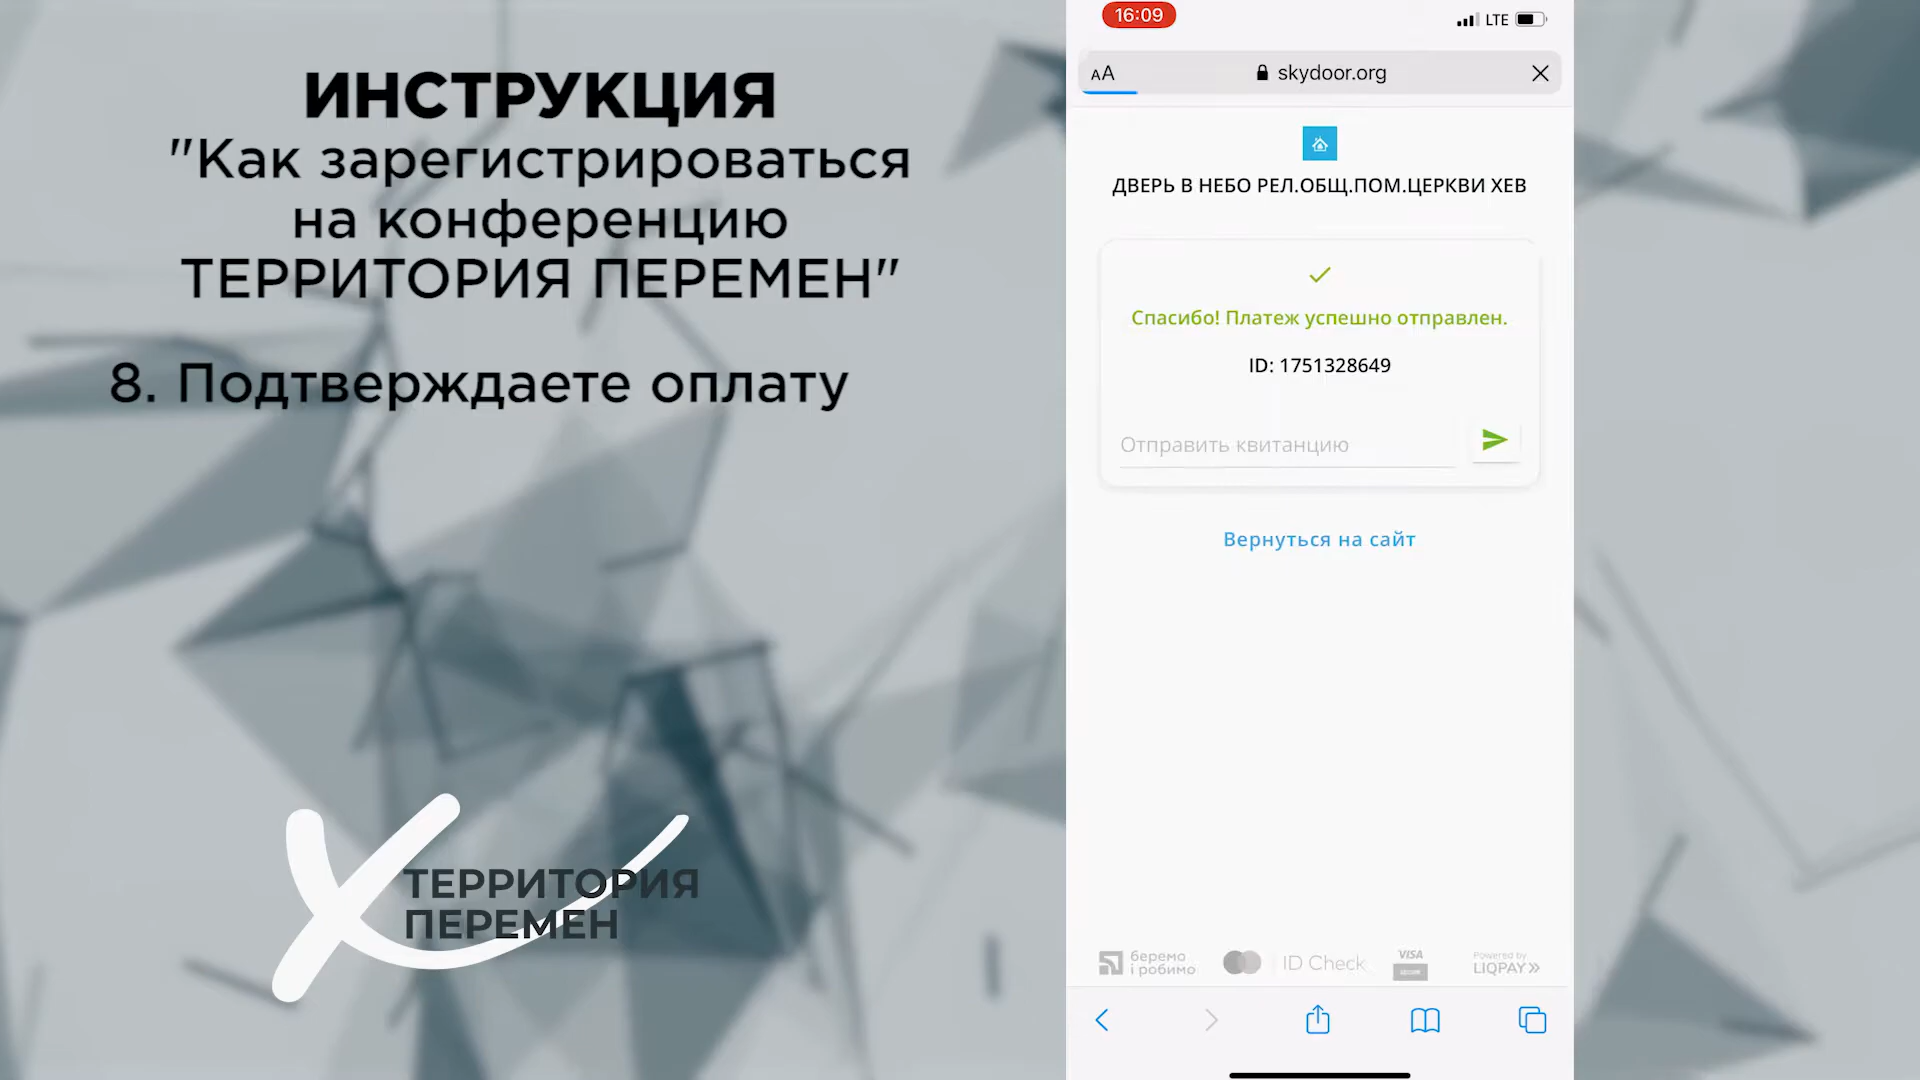 ИНСТРУКЦИЯ
"Как зарегистрироваться
на конференцию
ТЕРРИТОРИЯ ПЕРЕМЕН"
8. Подтверждаете оплату
ТЕРРИТОРИЯ
ПЕРЕМЕН
16:09
LTE
AA
skydoor.org
ДВЕРЬ В НЕБО РЕЛ.ОБЩ.ПОМ.ЦЕРКВИ ХЕВ
Спасибо! Платеж успешно отправлен.
ID: 1751328649
Отправить квитанцию
Вернуться на сайт
беремо
і робимо
ID Check
VISA
Powered by
LIQPAY